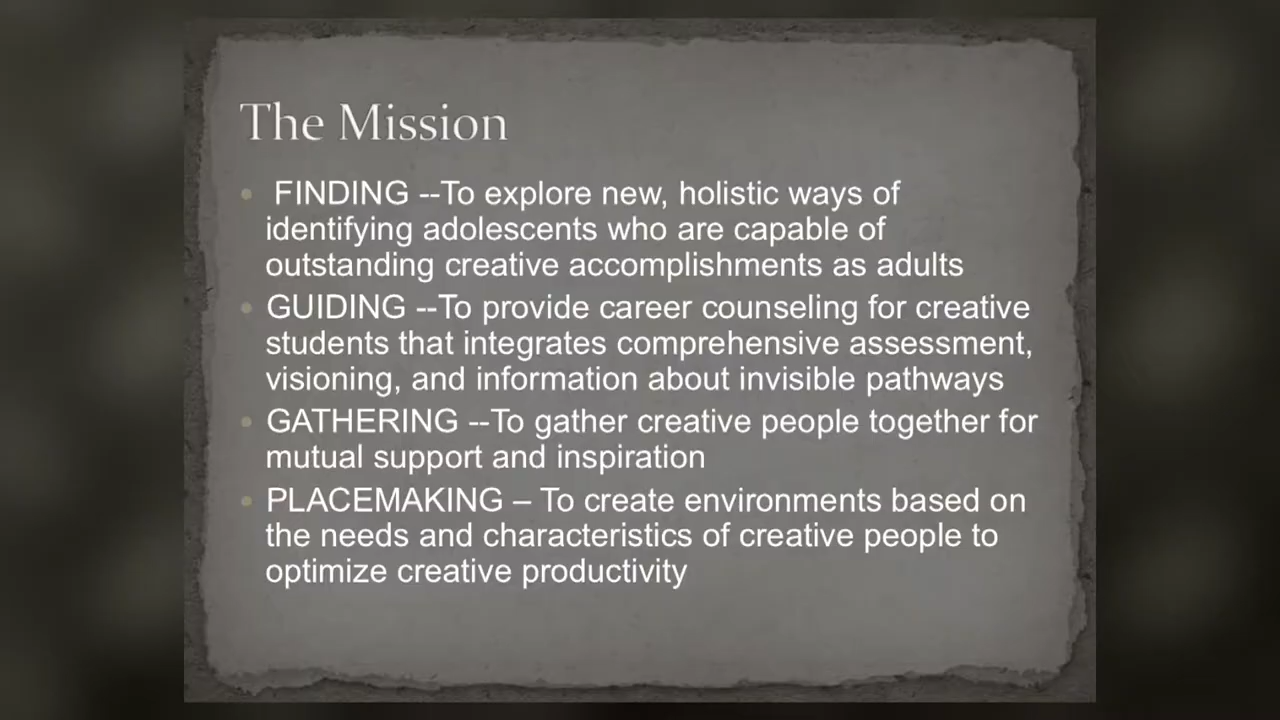 The Mission
• FINDING --To explore new, holistic ways of
identifying adolescents who are capable of
outstanding creative accomplishments as adults
• GUIDING --To provide career counseling for creative
students that integrates comprehensive assessment,
visioning, and information about invisible pathways
• GATHERING --To gather creative people together for
mutual support and inspiration
• PLACEMAKING – To create environments based on
the needs and characteristics of creative people to
optimize creative productivity